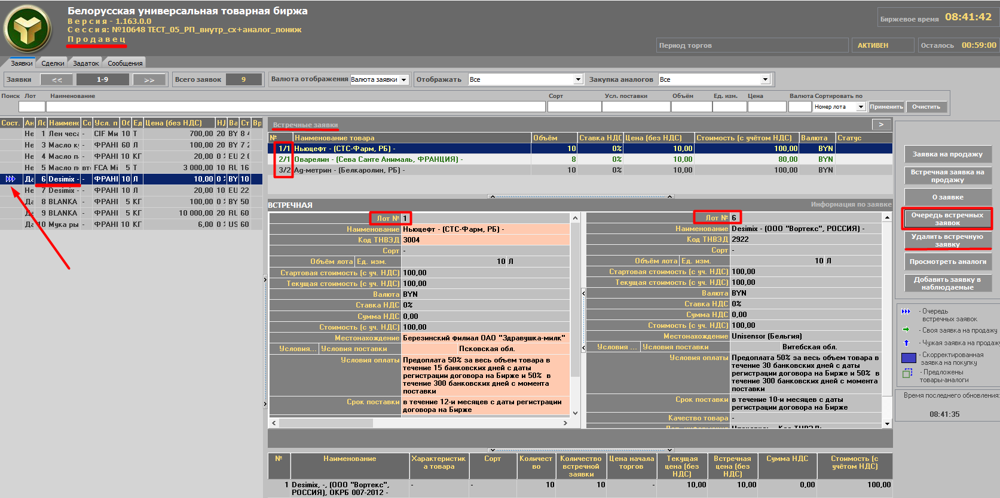 Белорусская универсальная товарная биржа
Версия - 1.163.0.0
Сессия: №10648 ТЕСТ_05_РП_внутр_сх+аналог_пониж
Продавец
Биржевое время 08:41:42
Период торгов
АКТИВЕН
Осталось 00:59:00
Заявки Сделки Задаток Сообщения
Заявки << 1-9 >> Всего заявок 9 Валюта отображения Валюта заявки Отображать Все Закупка аналогов Все
Поиск Лот Наименование Сорт Усл. поставки Объём Ед. изм. Цена Валюта Сортировать по
Номер лота Применить Очистить
Сост. Ан Ло Наимено Со Усл. п Об Ед Цена (без НДС) НД Ва Ст Вр
Не 1 Лен чеса - CIF Ми 10 Т 700,00 20 BY 8 4
Не 3 Масло ку - ФРАНІ 60 Л 100,00 20 BY 7 2
Не 4 Масло п. - ФРАНІ 10 КГ 20,00 0 : EU 2 0
Не 5 Масло п. вт FCA Mi 5 Т 3 000,00 10 RL 16
Да 6 Desimix - - ФРАНІ 10 Л 10,00 0 : BY 10
Не 7 Desimix - - ФРАНІ 10 Л 20,00 10 EU 22
Да 8 BLANKA - ФРАНІ 5 КГ 100,00 0 : BY 50
Да 9 BLANKA - ФРАНІ 5 КГ 10 000,00 20 RL 60
Да 10 Мука ры - ФРАНІ 10 КГ 6,00 0 : US 60
Встречные заявки >
№ Наименование товара Объём Ставка НДС Цена (без НДС) Стоимость (с учётом НДС) Валюта Статус
1/1 Ньюцефт - (СТС-Фарм, РБ) - 10 0% 10,00 100,00 BYN
2/1 Оварелин - (Сева Санте Анималь, ФРАНЦИЯ) - 8 0% 10,00 80,00 BYN
3/2 Ag-метрин - (Белкаролин, РБ) - 10 0% 10,00 100,00 BYN
ВСТРЕЧНАЯ
Лот № 1
Наименование Ньюцефт - (СТС-Фарм, РБ) -
Код ТНВЭД 3004
Сорт -
Объём лота Ед. изм. 10 Л
Стартовая стоимость (с уч. НДС) 100,00
Текущая стоимость (с уч. НДС) 100,00
Валюта BYN
Ставка НДС 0%
Сумма НДС 0,00
Стоимость (с уч. НДС) 100,00
Местонахождение Березинский филиал ОАО "Здравушка-милк"
Условия... Условия поставки Псковская обл.
Условия оплаты Предоплата 50% за весь объем товара в
течение 15 банковских дней с даты
регистрации договора на Бирже и 50% в
течение 300 банковских дней с момента
поставки
Срок поставки в течение 12-и месяцев с даты регистрации
договора на Бирже
Информация по заявке
Лот № 6
Наименование Desimix - (ООО "Вортекс", РОССИЯ) -
Код ТНВЭД 2922
Сорт -
Объём лота Ед. изм. 10 Л
Стартовая стоимость (с уч. НДС) 100,00
Текущая стоимость (с уч. НДС) 100,00
Валюта BYN
Ставка НДС 0%
Сумма НДС 0,00
Стоимость (с уч. НДС) 100,00
Местонахождение Unisensor (Бельгия)
Условия ... Условия поставки Витебская обл.
Условия оплаты Предоплата 50% за весь объем товара в
течение 30 банковских дней с даты
регистрации договора на Бирже и 50% в
течение 300 банковских дней с момента
поставки
Срок поставки в течение 10-и месяцев с даты
регистрации договора на Бирже
Качество товара -
Заявка на продажу
Встречная заявка на
продажу
О заявке
Очередь встречных
заявок
Удалить встречную
заявку
Просмотреть аналоги
Добавить заявку в
наблюдаемые
- Очередь
встречных заявок
- Своя заявка на продажу
- Чужая заявка на продаж
- Скорректированная
заявка на покупку
- Предложены
товары-аналоги
Время последнего обновления:
08:41:35
№ Наименование Характеристик Сорт Количест Количество Цена начала Текущая Встречная Сумма НДС Стоимость (с
а товара во встречной торгов цена (без цена (без учётом НДС)
заявки НДС) НДС)
1 Desimix, -, (ООО "Вортекс", - - 10 10 - 10,00 10,00 0,00 100,00
РОССИЯ), ОКРБ 007-2012 -